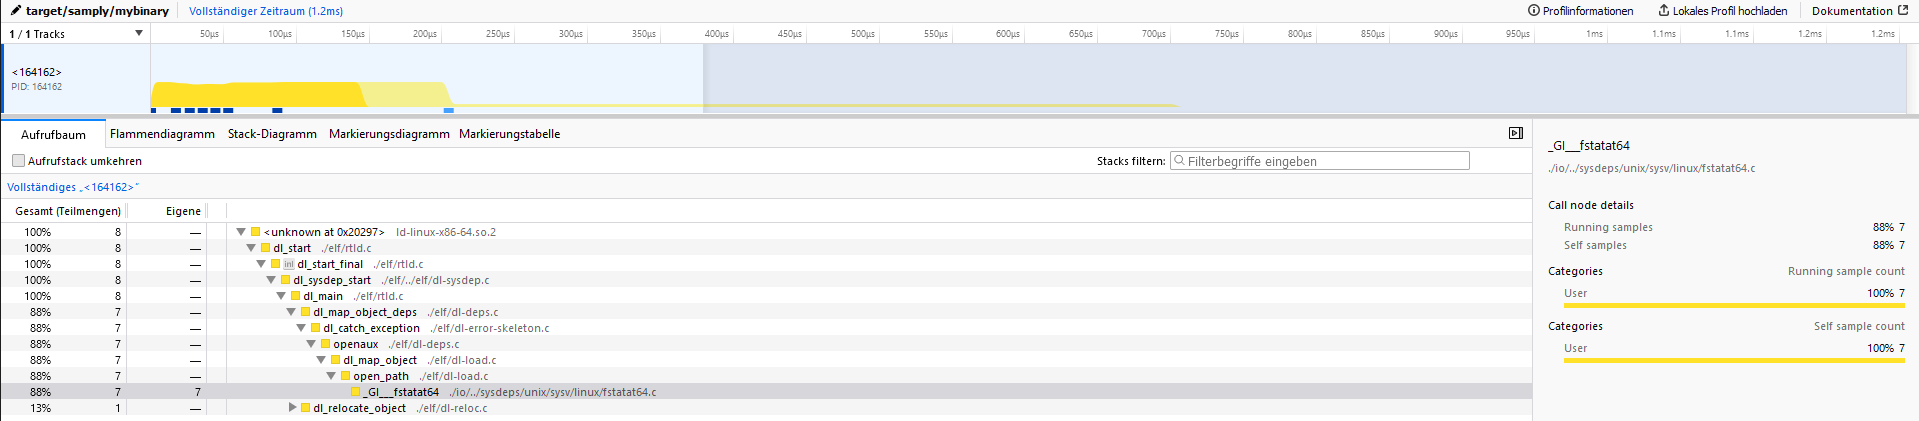 target/samply/mybinary Vollständiger Zeitraum (1.2ms) Profilinformationen Lokales Profil hochladen Dokumentation
1 / 1 Tracks 50µs 100µs 150µs 200µs 250µs 300µs 350µs 400µs 450µs 500µs 550µs 600µs 650µs 700µs 750µs 800µs 850µs 900µs 950µs 1ms 1.1ms 1.1ms 1.2ms 1.2ms
<164162>
PID: 164162
Aufrufbaum Flammendiagramm Stack-Diagramm Markierungsdiagramm Markierungstabelle
Aufrufstack umkehren Stacks filtern: Filterbegriffe eingeben
Vollständiges „<164162>“
Gesamt (Teilmengen) Eigene
100% 8 — <unknown at 0x20297> ld-linux-x86-64.so.2
100% 8 — dl_start ./elf/rtld.c
100% 8 — inl dl_start_final ./elf/rtld.c
100% 8 — dl_sysdep_start ./elf/../elf/dl-sysdep.c
100% 8 — dl_main ./elf/rtld.c
88% 7 — dl_map_object_deps ./elf/dl-deps.c
88% 7 — dl_catch_exception ./elf/dl-error-skeleton.c
88% 7 — openaux ./elf/dl-deps.c
88% 7 — dl_map_object ./elf/dl-load.c
88% 7 — open_path ./elf/dl-load.c
88% 7 7 _GI___fstatat64 ./io/../sysdeps/unix/sysv/linux/fstatat64.c
13% 1 — dl_relocate_object ./elf/dl-reloc.c
_GI___fstatat64
./io/../sysdeps/unix/sysv/linux/fstatat64.c
Call node details
Running samples 88% 7
Self samples 88% 7
Categories Running sample count
User 100% 7
Categories Self sample count
User 100% 7